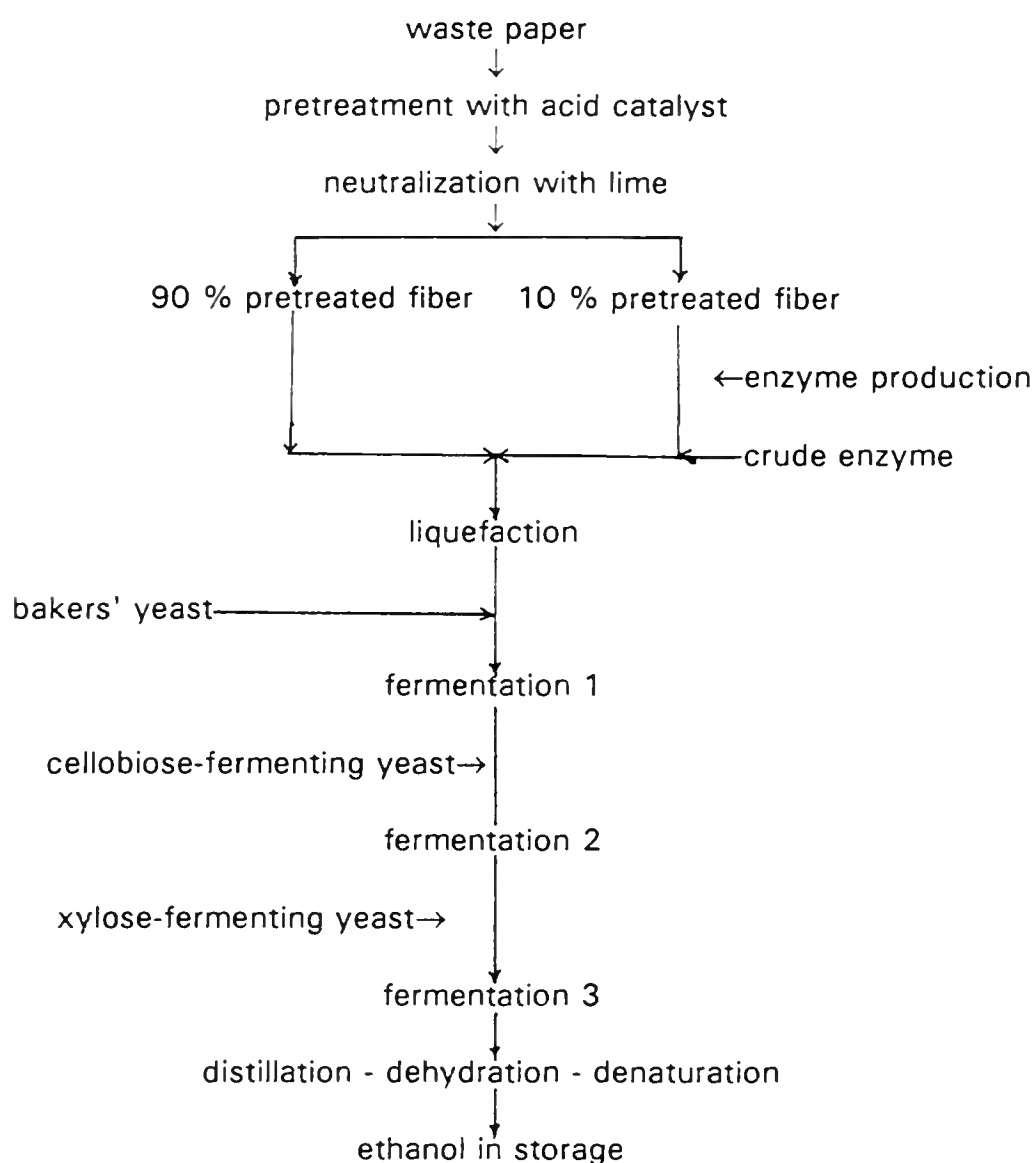 waste paper
↓
pretreatment with acid catalyst
↓
neutralization with lime
↓
90 % pretreated fiber 10 % pretreated fiber
←enzyme production
crude enzyme
liquefaction
bakers' yeast
fermentation 1
cellobiose-fermenting yeast→
fermentation 2
xylose-fermenting yeast→
fermentation 3
distillation - dehydration - denaturation
ethanol in storage